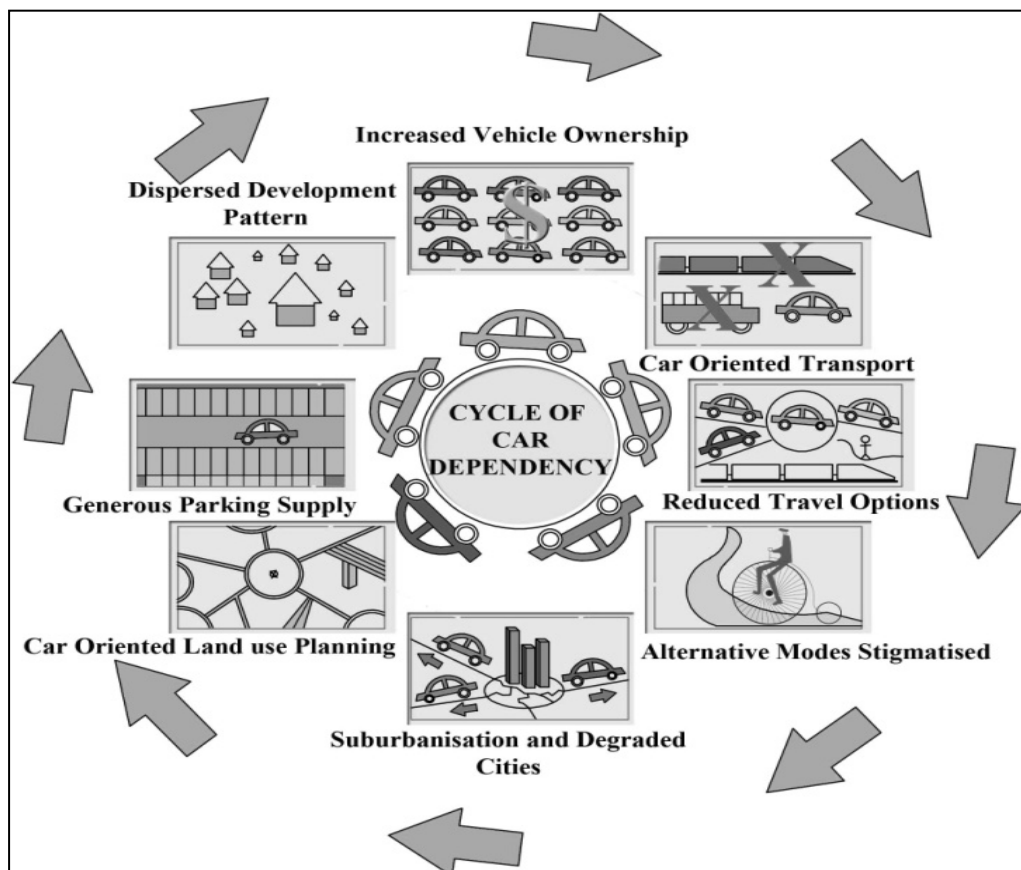 Increased Vehicle Ownership
Dispersed Development
Pattern
$
X
X
Car Oriented Transport
CYCLE OF
CAR
DEPENDENCY
Generous Parking Supply
Reduced Travel Options
Car Oriented Land use Planning
Alternative Modes Stigmatised
Suburbanisation and Degraded
Cities